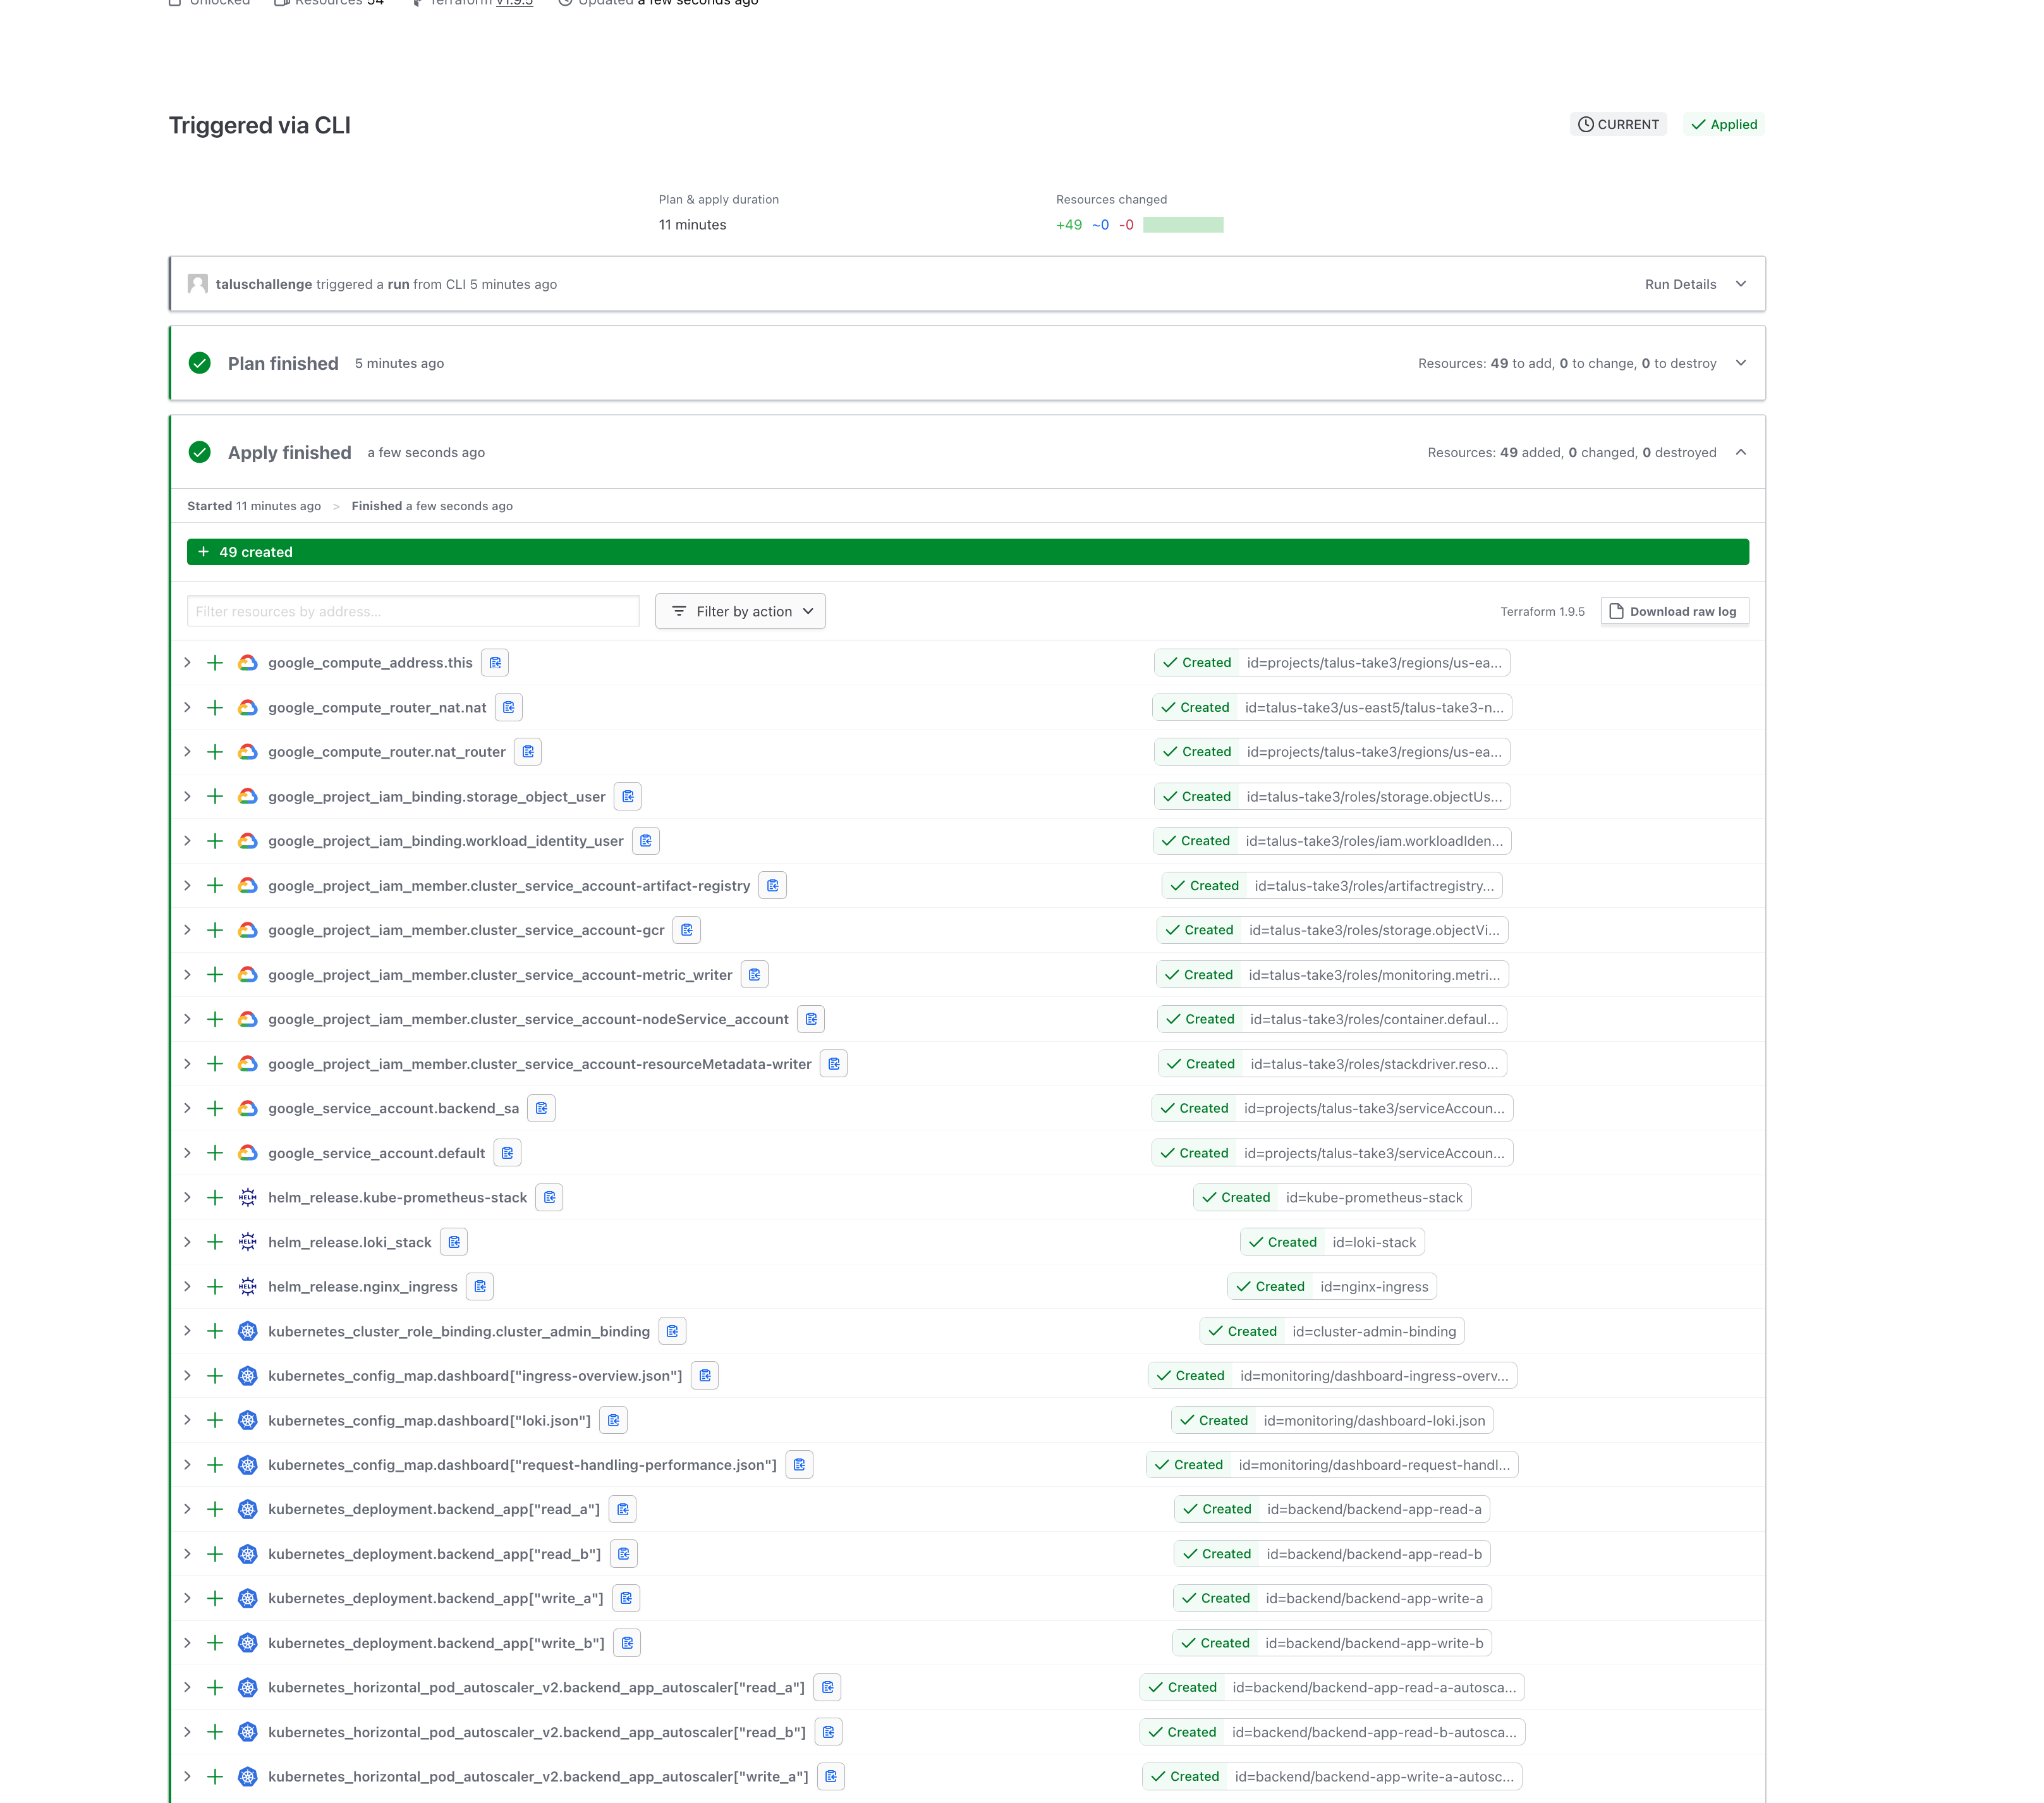 Unlocked Resources 54 Terraform v1.9.5 Updated a few seconds ago
Triggered via CLI
CURRENT Applied
Plan & apply duration Resources changed
11 minutes +49 ~0 -0
taluschallenge triggered a run from CLI 5 minutes ago Run Details
Plan finished 5 minutes ago Resources: 49 to add, 0 to change, 0 to destroy
Apply finished a few seconds ago Resources: 49 added, 0 changed, 0 destroyed
Started 11 minutes ago > Finished a few seconds ago
+ 49 created
Filter resources by address... Filter by action Terraform 1.9.5 Download raw log
google_compute_address.this Created id=projects/talus-take3/regions/us-ea...
google_compute_router_nat.nat Created id=talus-take3/us-east5/talus-take3-n...
google_compute_router.nat_router Created id=projects/talus-take3/regions/us-ea...
google_project_iam_binding.storage_object_user Created id=talus-take3/roles/storage.objectUs...
google_project_iam_binding.workload_identity_user Created id=talus-take3/roles/iam.workloadIden...
google_project_iam_member.cluster_service_account-artifact-registry Created id=talus-take3/roles/artifactregistry...
google_project_iam_member.cluster_service_account-gcr Created id=talus-take3/roles/storage.objectVi...
google_project_iam_member.cluster_service_account-metric_writer Created id=talus-take3/roles/monitoring.metri...
google_project_iam_member.cluster_service_account-nodeService_account Created id=talus-take3/roles/container.defaul...
google_project_iam_member.cluster_service_account-resourceMetadata-writer Created id=talus-take3/roles/stackdriver.reso...
google_service_account.backend_sa Created id=projects/talus-take3/serviceAccoun...
google_service_account.default Created id=projects/talus-take3/serviceAccoun...
HELM helm_release.kube-prometheus-stack Created id=kube-prometheus-stack
HELM helm_release.loki_stack Created id=loki-stack
HELM helm_release.nginx_ingress Created id=nginx-ingress
kubernetes_cluster_role_binding.cluster_admin_binding Created id=cluster-admin-binding
kubernetes_config_map.dashboard["ingress-overview.json"] Created id=monitoring/dashboard-ingress-overv...
kubernetes_config_map.dashboard["loki.json"] Created id=monitoring/dashboard-loki.json
kubernetes_config_map.dashboard["request-handling-performance.json"] Created id=monitoring/dashboard-request-handl...
kubernetes_deployment.backend_app["read_a"] Created id=backend/backend-app-read-a
kubernetes_deployment.backend_app["read_b"] Created id=backend/backend-app-read-b
kubernetes_deployment.backend_app["write_a"] Created id=backend/backend-app-write-a
kubernetes_deployment.backend_app["write_b"] Created id=backend/backend-app-write-b
kubernetes_horizontal_pod_autoscaler_v2.backend_app_autoscaler["read_a"] Created id=backend/backend-app-read-a-autosca...
kubernetes_horizontal_pod_autoscaler_v2.backend_app_autoscaler["read_b"] Created id=backend/backend-app-read-b-autosca...
kubernetes_horizontal_pod_autoscaler_v2.backend_app_autoscaler["write_a"] Created id=backend/backend-app-write-a-autosc...